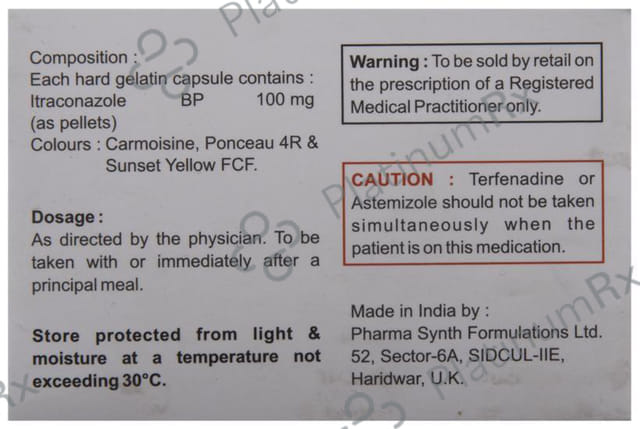 Composition :
Each hard gelatin capsule contains :
Itraconazole BP 100 mg
(as pellets)
Colours : Carmoisine, Ponceau 4R &
Sunset Yellow FCF.
Dosage :
As directed by the physician. To be
taken with or immediately after a
principal meal.
Store protected from light &
moisture at a temperature not
exceeding 30°C.
Warning : To be sold by retail on
the prescription of a Registered
Medical Practitioner only.
CAUTION : Terfenadine or
Astemizole should not be taken
simultaneously when the
patient is on this medication.
Made in India by :
Pharma Synth Formulations Ltd.
52, Sector-6A, SIDCUL-IIE,
Haridwar, U.K.
PlatinumRx
PlatinumRx